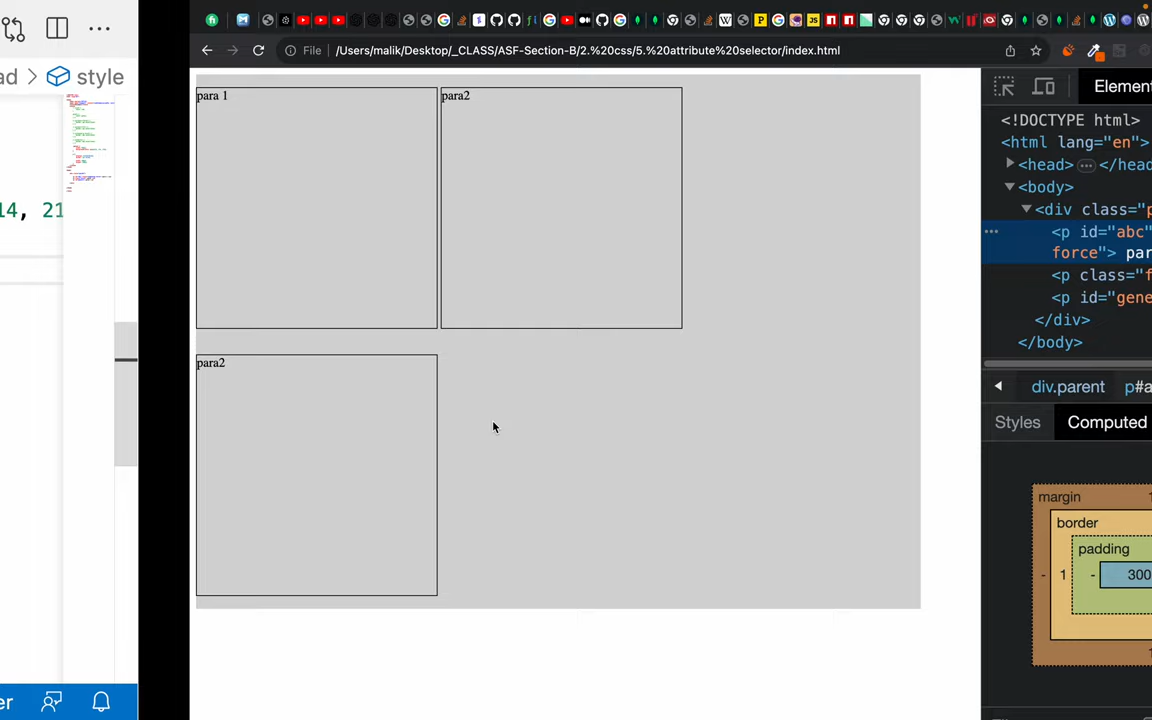 ad > style
14, 21
er
File | /Users/malik/Desktop/_CLASS/ASF-Section-B/2.%20css/5.%20attribute%20selector/index.html
para 1
para2
para2
Elemen
<!DOCTYPE html>
<html lang="en">
<head> ... </head
<body>
<div class="p
<p id="abc"
force"> par
<p class="f
<p id="gene
</div>
</body>
div.parent
p#a
Styles
Computed
margin
1
border
padding
- 1 - 300